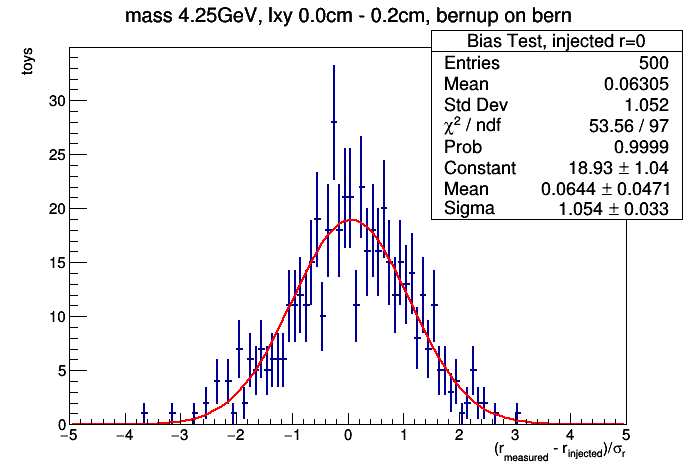 mass 4.25GeV, lxy 0.0cm - 0.2cm, bernup on bern
Bias Test, injected r=0
Entries 500
Mean 0.06305
Std Dev 1.052
χ² / ndf 53.56 / 97
Prob 0.9999
Constant 18.93 ± 1.04
Mean 0.0644 ± 0.0471
Sigma 1.054 ± 0.033
toys
30
25
20
15
10
5
0
−5 −4 −3 −2 −1 0 1 2 3 4 5
(r_measured - r_injected)/σ_r